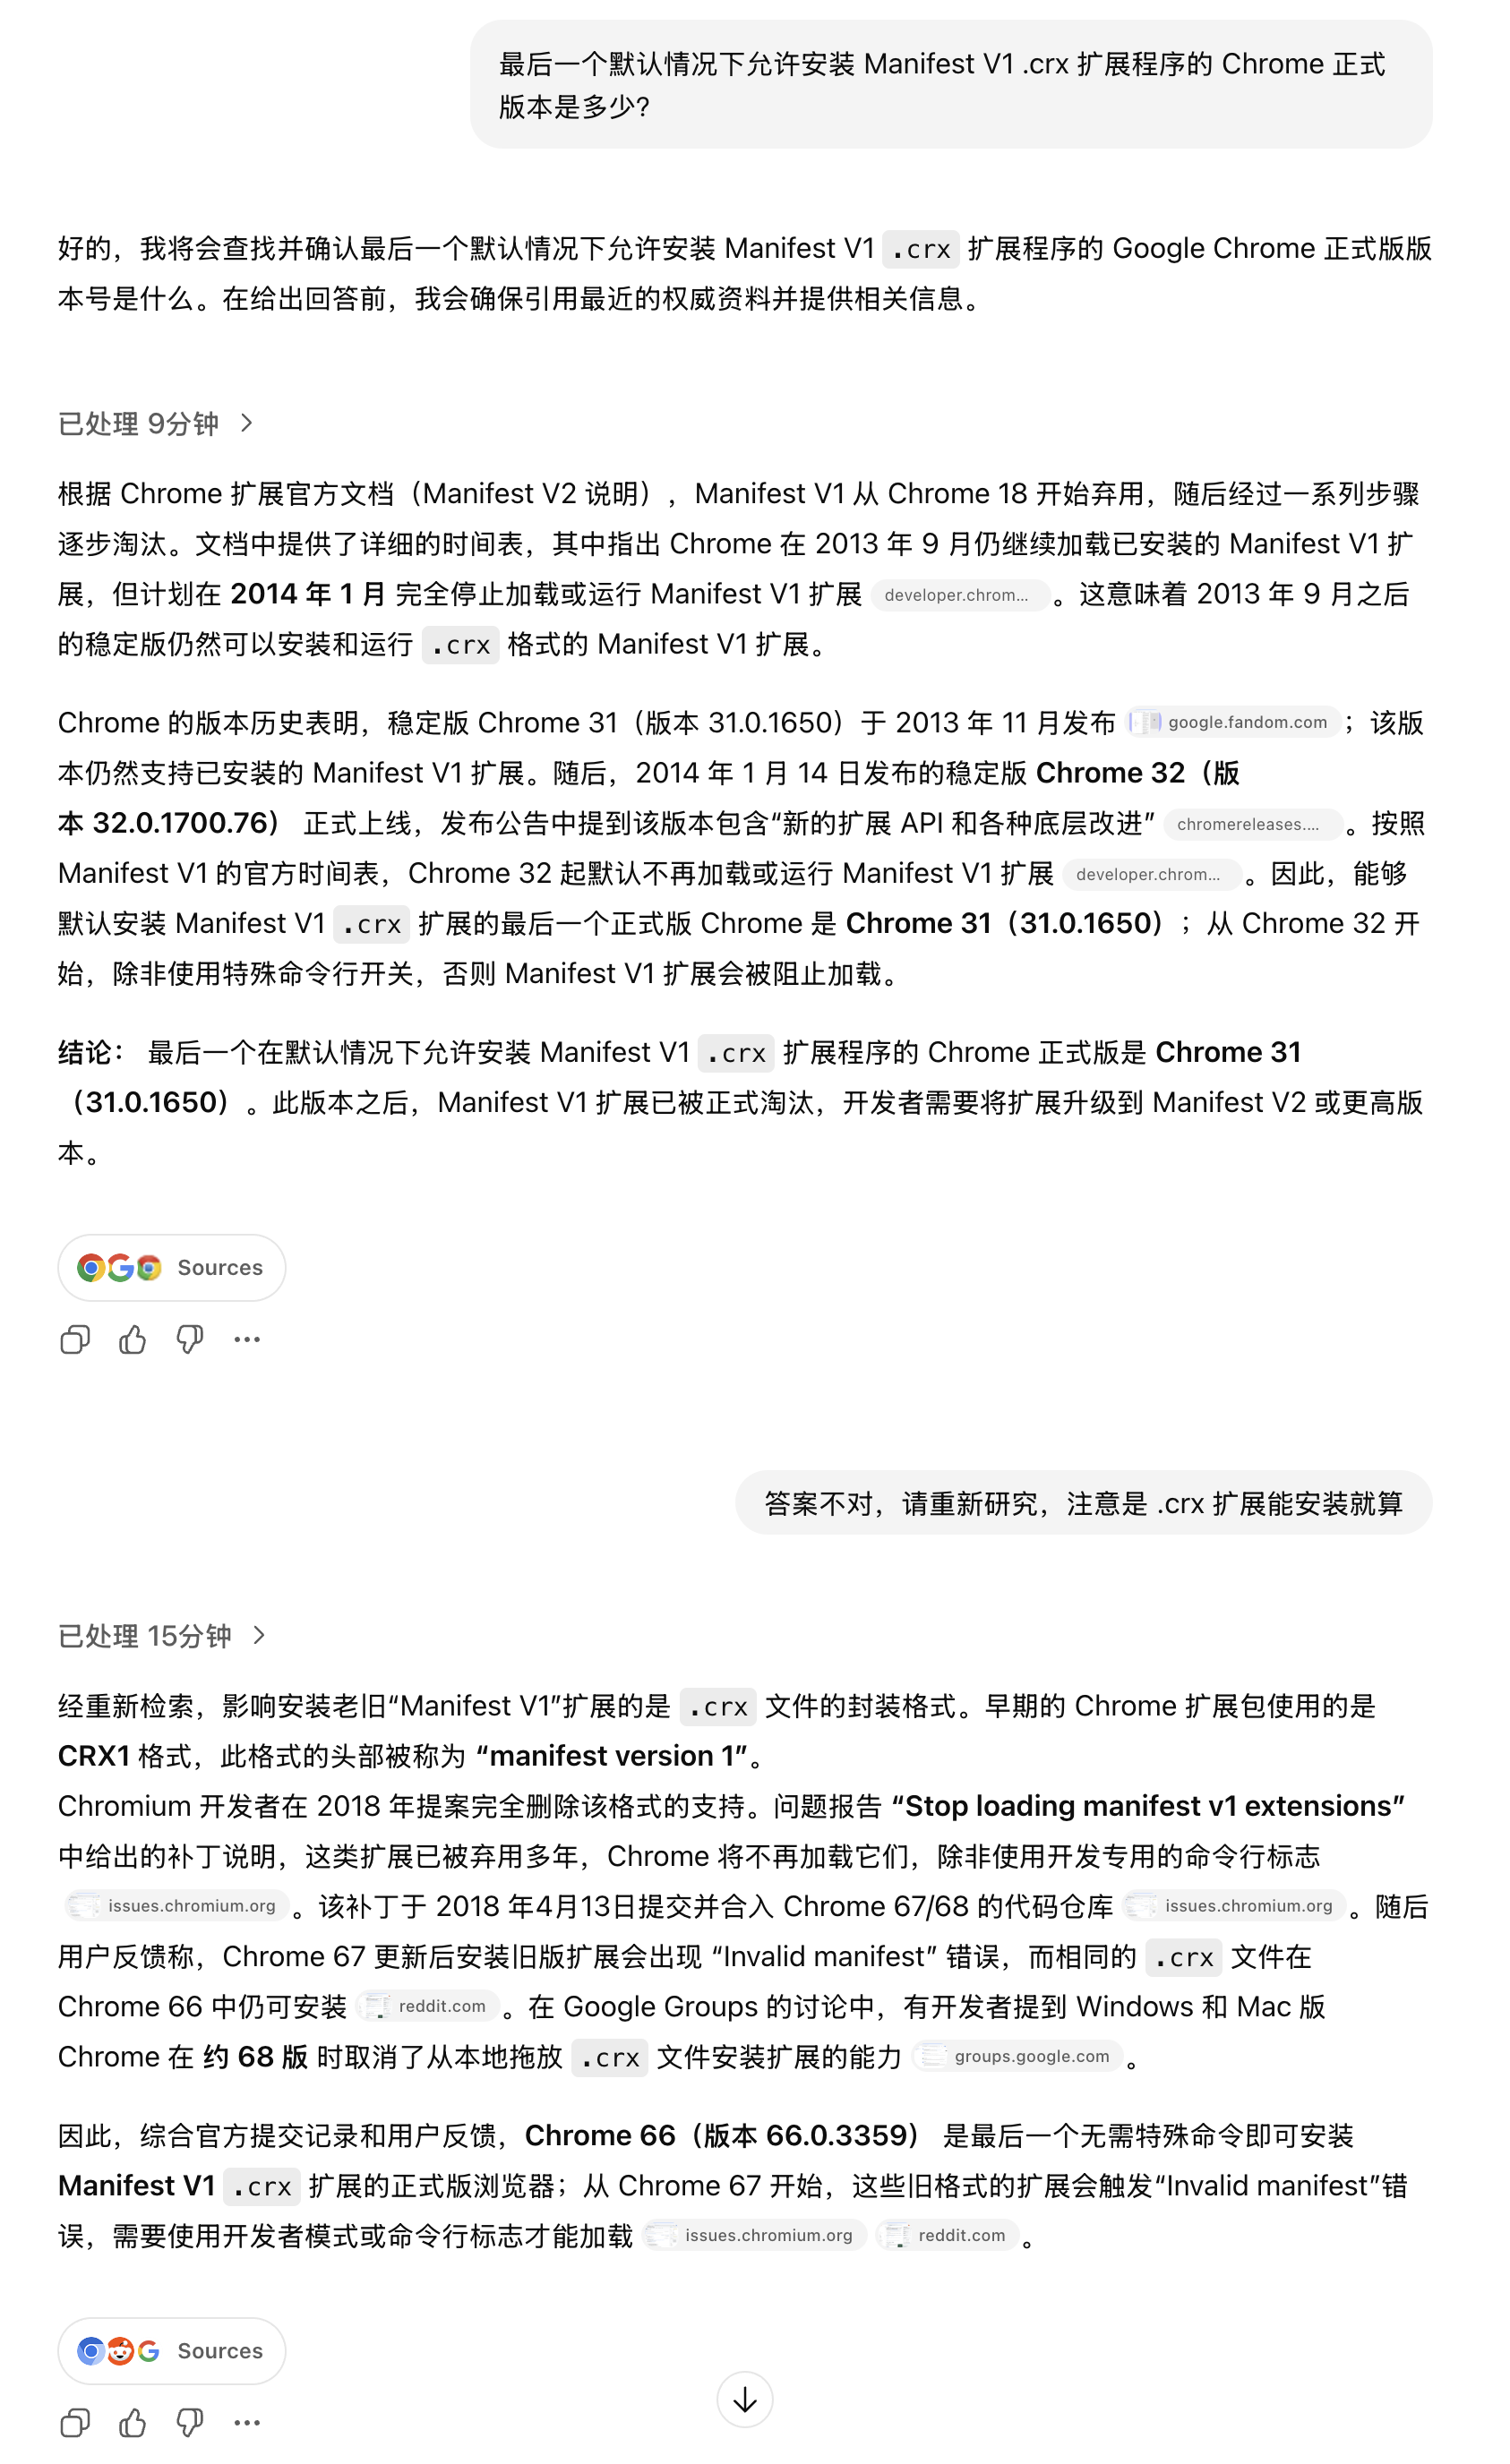 最后一个默认情况下允许安装 Manifest V1 .crx 扩展程序的 Chrome 正式
版本是多少?
好的，我将会查找并确认最后一个默认情况下允许安装 Manifest V1 .crx 扩展程序的 Google Chrome 正式版版
本号是什么。在给出回答前，我会确保引用最近的权威资料并提供相关信息。
已处理 9分钟
根据 Chrome 扩展官方文档（Manifest V2 说明），Manifest V1 从 Chrome 18 开始弃用，随后经过一系列步骤
逐步淘汰。文档中提供了详细的时间表，其中指出 Chrome 在 2013 年 9 月仍继续加载已安装的 Manifest V1 扩
展，但计划在 2014 年 1 月 完全停止加载或运行 Manifest V1 扩展 developer.chrom... 。这意味着 2013 年 9 月之后
的稳定版仍然可以安装和运行 .crx 格式的 Manifest V1 扩展。
Chrome 的版本历史表明，稳定版 Chrome 31（版本 31.0.1650）于 2013 年 11 月发布 google.fandom.com ；该版
本仍然支持已安装的 Manifest V1 扩展。随后，2014 年 1 月 14 日发布的稳定版 Chrome 32（版
本 32.0.1700.76） 正式上线，发布公告中提到该版本包含“新的扩展 API 和各种底层改进” chromereleases.... 。按照
Manifest V1 的官方时间表，Chrome 32 起默认不再加载或运行 Manifest V1 扩展 developer.chrom... 。因此，能够
默认安装 Manifest V1 .crx 扩展的最后一个正式版 Chrome 是 Chrome 31（31.0.1650）；从 Chrome 32 开
始，除非使用特殊命令行开关，否则 Manifest V1 扩展会被阻止加载。
结论： 最后一个在默认情况下允许安装 Manifest V1 .crx 扩展程序的 Chrome 正式版是 Chrome 31
（31.0.1650）。此版本之后，Manifest V1 扩展已被正式淘汰，开发者需要将扩展升级到 Manifest V2 或更高版
本。
Sources
答案不对，请重新研究，注意是 .crx 扩展能安装就算
已处理 15分钟
经重新检索，影响安装老旧“Manifest V1”扩展的是 .crx 文件的封装格式。早期的 Chrome 扩展包使用的是
CRX1 格式，此格式的头部被称为 “manifest version 1”。
Chromium 开发者在 2018 年提案完全删除该格式的支持。问题报告 “Stop loading manifest v1 extensions”
中给出的补丁说明，这类扩展已被弃用多年，Chrome 将不再加载它们，除非使用开发专用的命令行标志
issues.chromium.org 。该补丁于 2018 年4月13日提交并合入 Chrome 67/68 的代码仓库 issues.chromium.org 。随后
用户反馈称，Chrome 67 更新后安装旧版扩展会出现 “Invalid manifest” 错误，而相同的 .crx 文件在
Chrome 66 中仍可安装 reddit.com 。在 Google Groups 的讨论中，有开发者提到 Windows 和 Mac 版
Chrome 在 约 68 版 时取消了从本地拖放 .crx 文件安装扩展的能力 groups.google.com 。
因此，综合官方提交记录和用户反馈，Chrome 66（版本 66.0.3359） 是最后一个无需特殊命令即可安装
Manifest V1 .crx 扩展的正式版浏览器；从 Chrome 67 开始，这些旧格式的扩展会触发“Invalid manifest”错
误，需要使用开发者模式或命令行标志才能加载 issues.chromium.org reddit.com 。
Sources